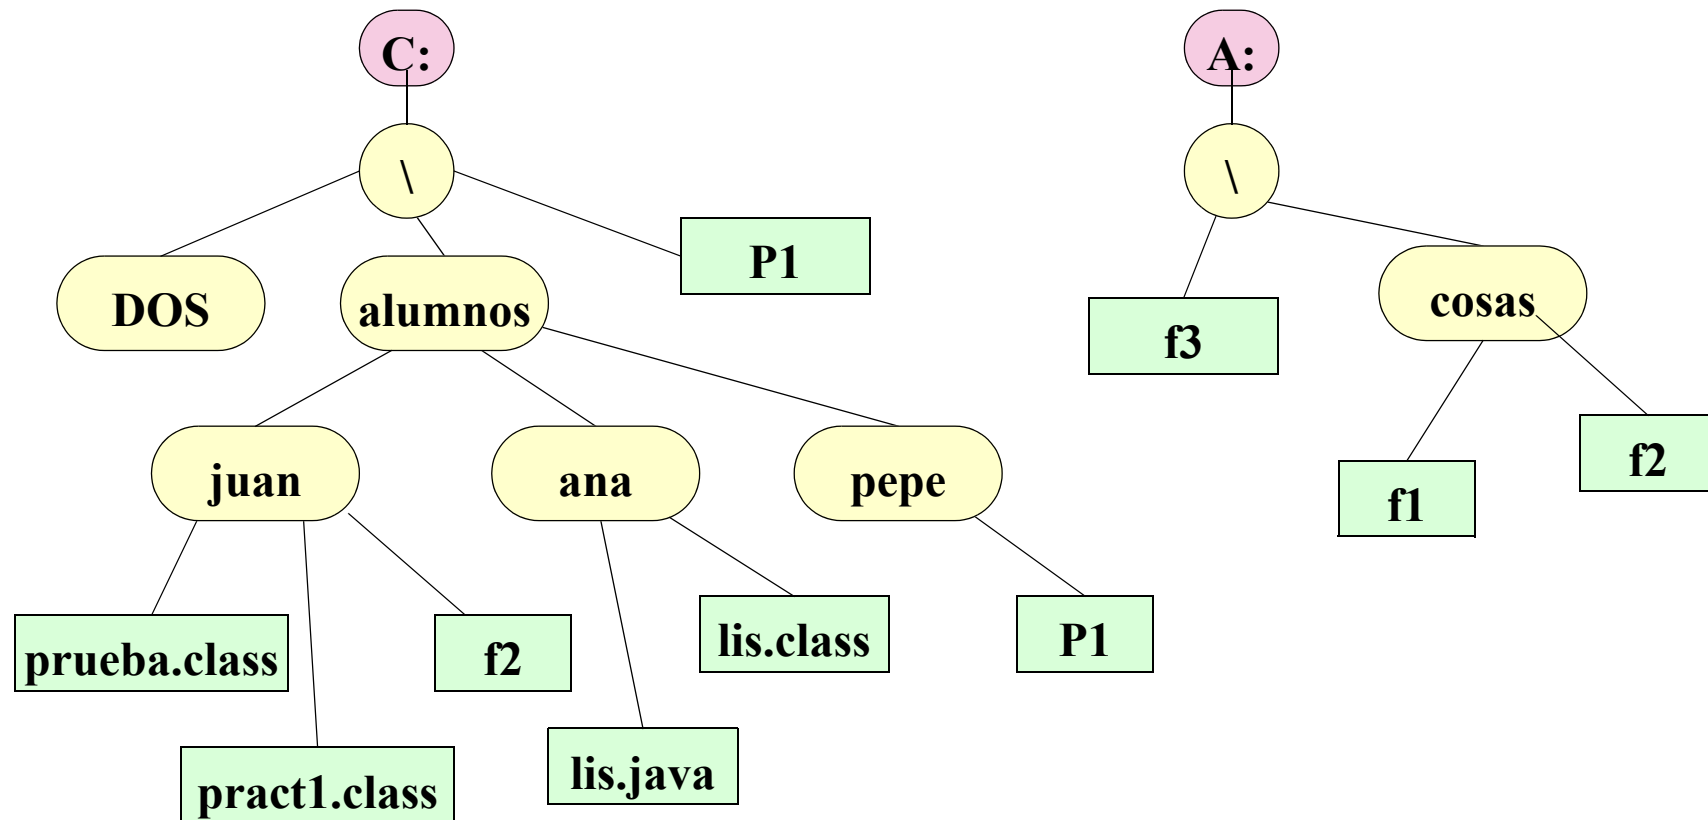 C:
A:
\
\
P1
DOS
alumnos
cosas
f3
juan
ana
pepe
f2
f1
prueba.class
f2
lis.class
P1
pract1.class
lis.java